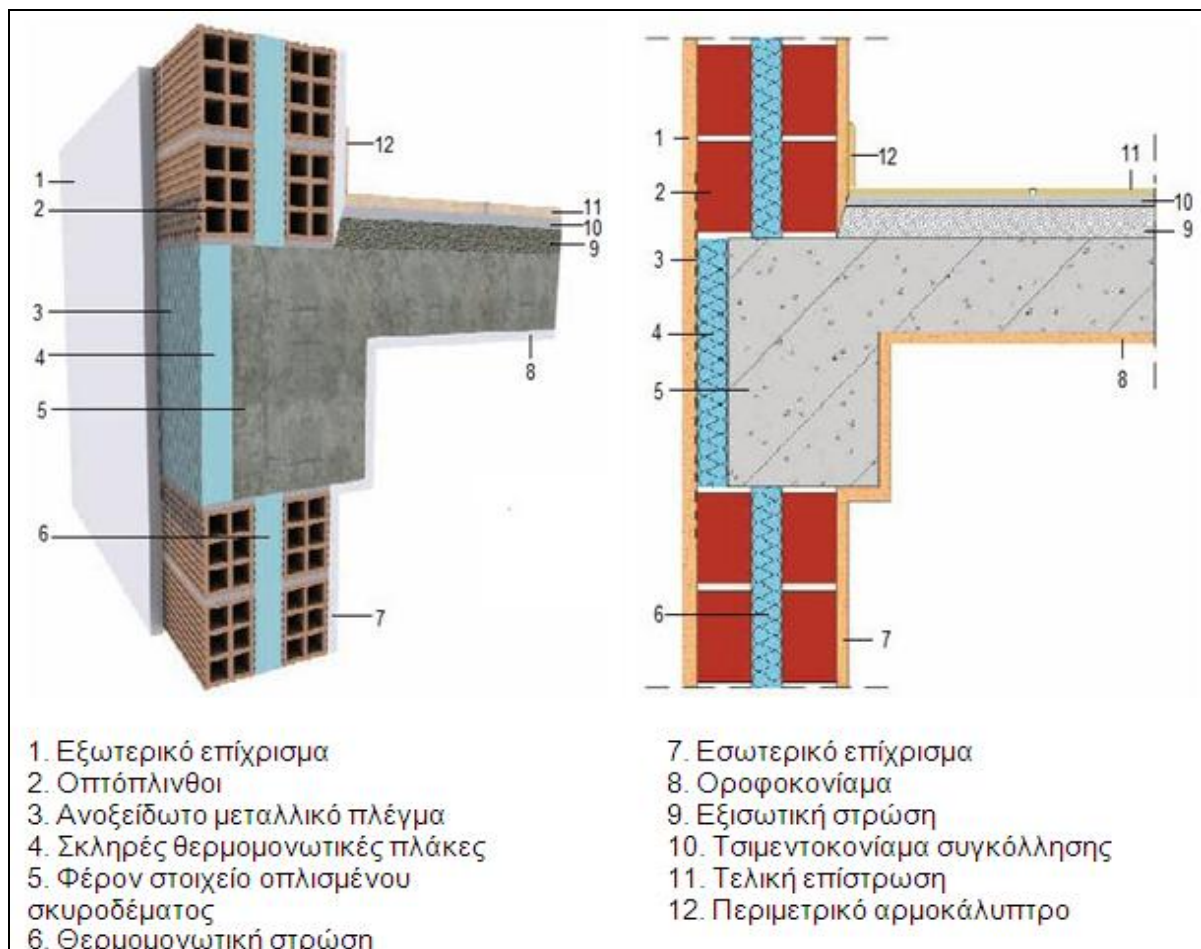 1
2
3
4
5
6
12
11
10
9
8
7
1
2
3
4
5
6
12
11
10
9
8
7
1. Εξωτερικό επίχρισμα
2. Οπτόπλινθοι
3. Ανοξείδωτο μεταλλικό πλέγμα
4. Σκληρές θερμομονωτικές πλάκες
5. Φέρον στοιχείο οπλισμένου
σκυροδέματος
6. Θερμομονωτική στρώση
7. Εσωτερικό επίχρισμα
8. Οροφοκονίαμα
9. Εξισωτική στρώση
10. Τσιμεντοκονίαμα συγκόλλησης
11. Τελική επίστρωση
12. Περιμετρικό αρμοκάλυπτρο